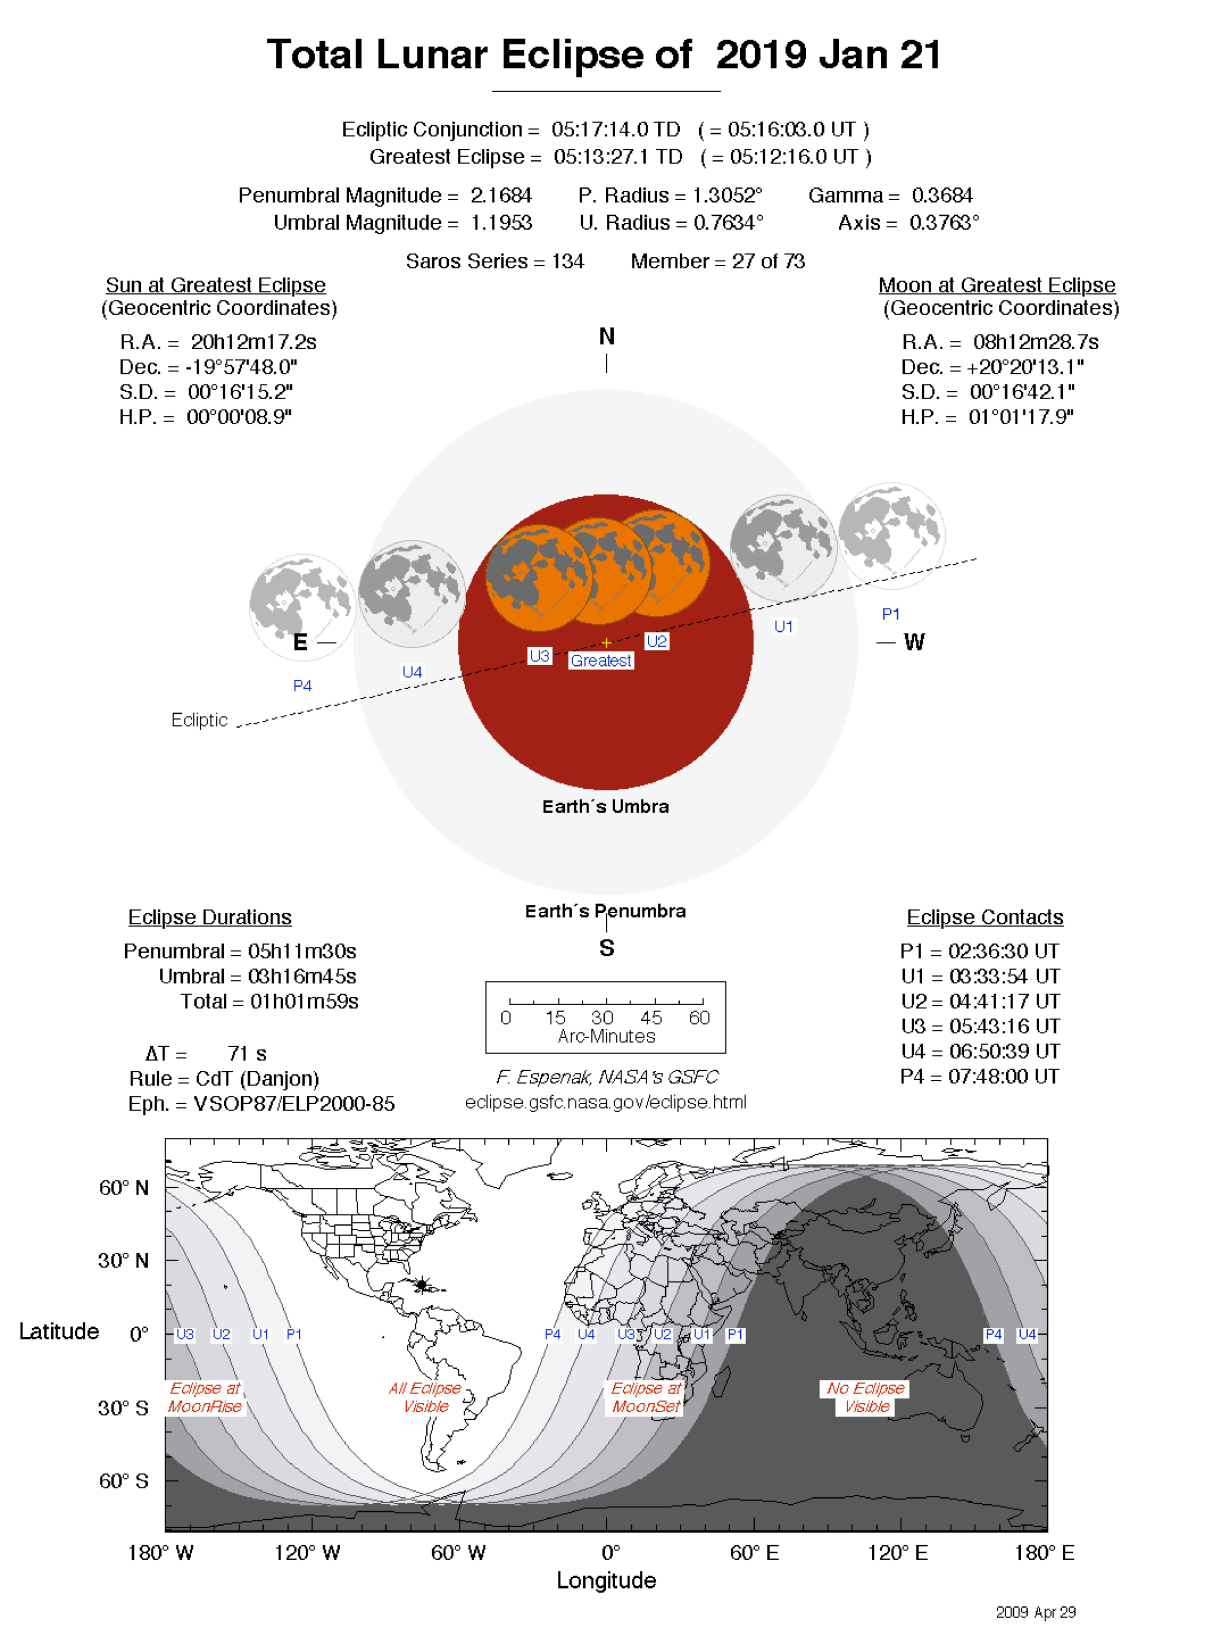 Total Lunar Eclipse of 2019 Jan 21
Ecliptic Conjunction = 05:17:14.0 TD ( = 05:16:03.0 UT )
Greatest Eclipse = 05:13:27.1 TD ( = 05:12:16.0 UT )
Penumbral Magnitude = 2.1684 P. Radius = 1.3052° Gamma = 0.3684
Umbral Magnitude = 1.1953 U. Radius = 0.7634° Axis = 0.3763°
Saros Series = 134 Member = 27 of 73
Sun at Greatest Eclipse
(Geocentric Coordinates)
R.A. = 20h12m17.2s
Dec. = -19°57'48.0"
S.D. = 00°16'15.2"
H.P. = 00°00'08.9"
Moon at Greatest Eclipse
(Geocentric Coordinates)
R.A. = 08h12m28.7s
Dec. = +20°20'13.1"
S.D. = 00°16'42.1"
H.P. = 01°01'17.9"
N
E
W
P1
U1
U2
Greatest
U3
U4
P4
Ecliptic
Earth´s Umbra
Earth´s Penumbra
S
Eclipse Durations
Penumbral = 05h11m30s
Umbral = 03h16m45s
Total = 01h01m59s
ΔT = 71 s
Rule = CdT (Danjon)
Eph. = VSOP87/ELP2000-85
0 15 30 45 60
Arc-Minutes
F. Espenak, NASA's GSFC
eclipse.gsfc.nasa.gov/eclipse.html
Eclipse Contacts
P1 = 02:36:30 UT
U1 = 03:33:54 UT
U2 = 04:41:17 UT
U3 = 05:43:16 UT
U4 = 06:50:39 UT
P4 = 07:48:00 UT
60° N
30° N
Latitude 0°
30° S
60° S
U3 U2 U1 P1 P4 U4 U3 U2 U1 P1 P4 U4
Eclipse at
MoonRise
All Eclipse
Visible
Eclipse at
MoonSet
No Eclipse
Visible
180° W 120° W 60° W 0° 60° E 120° E 180° E
Longitude
2009 Apr 29